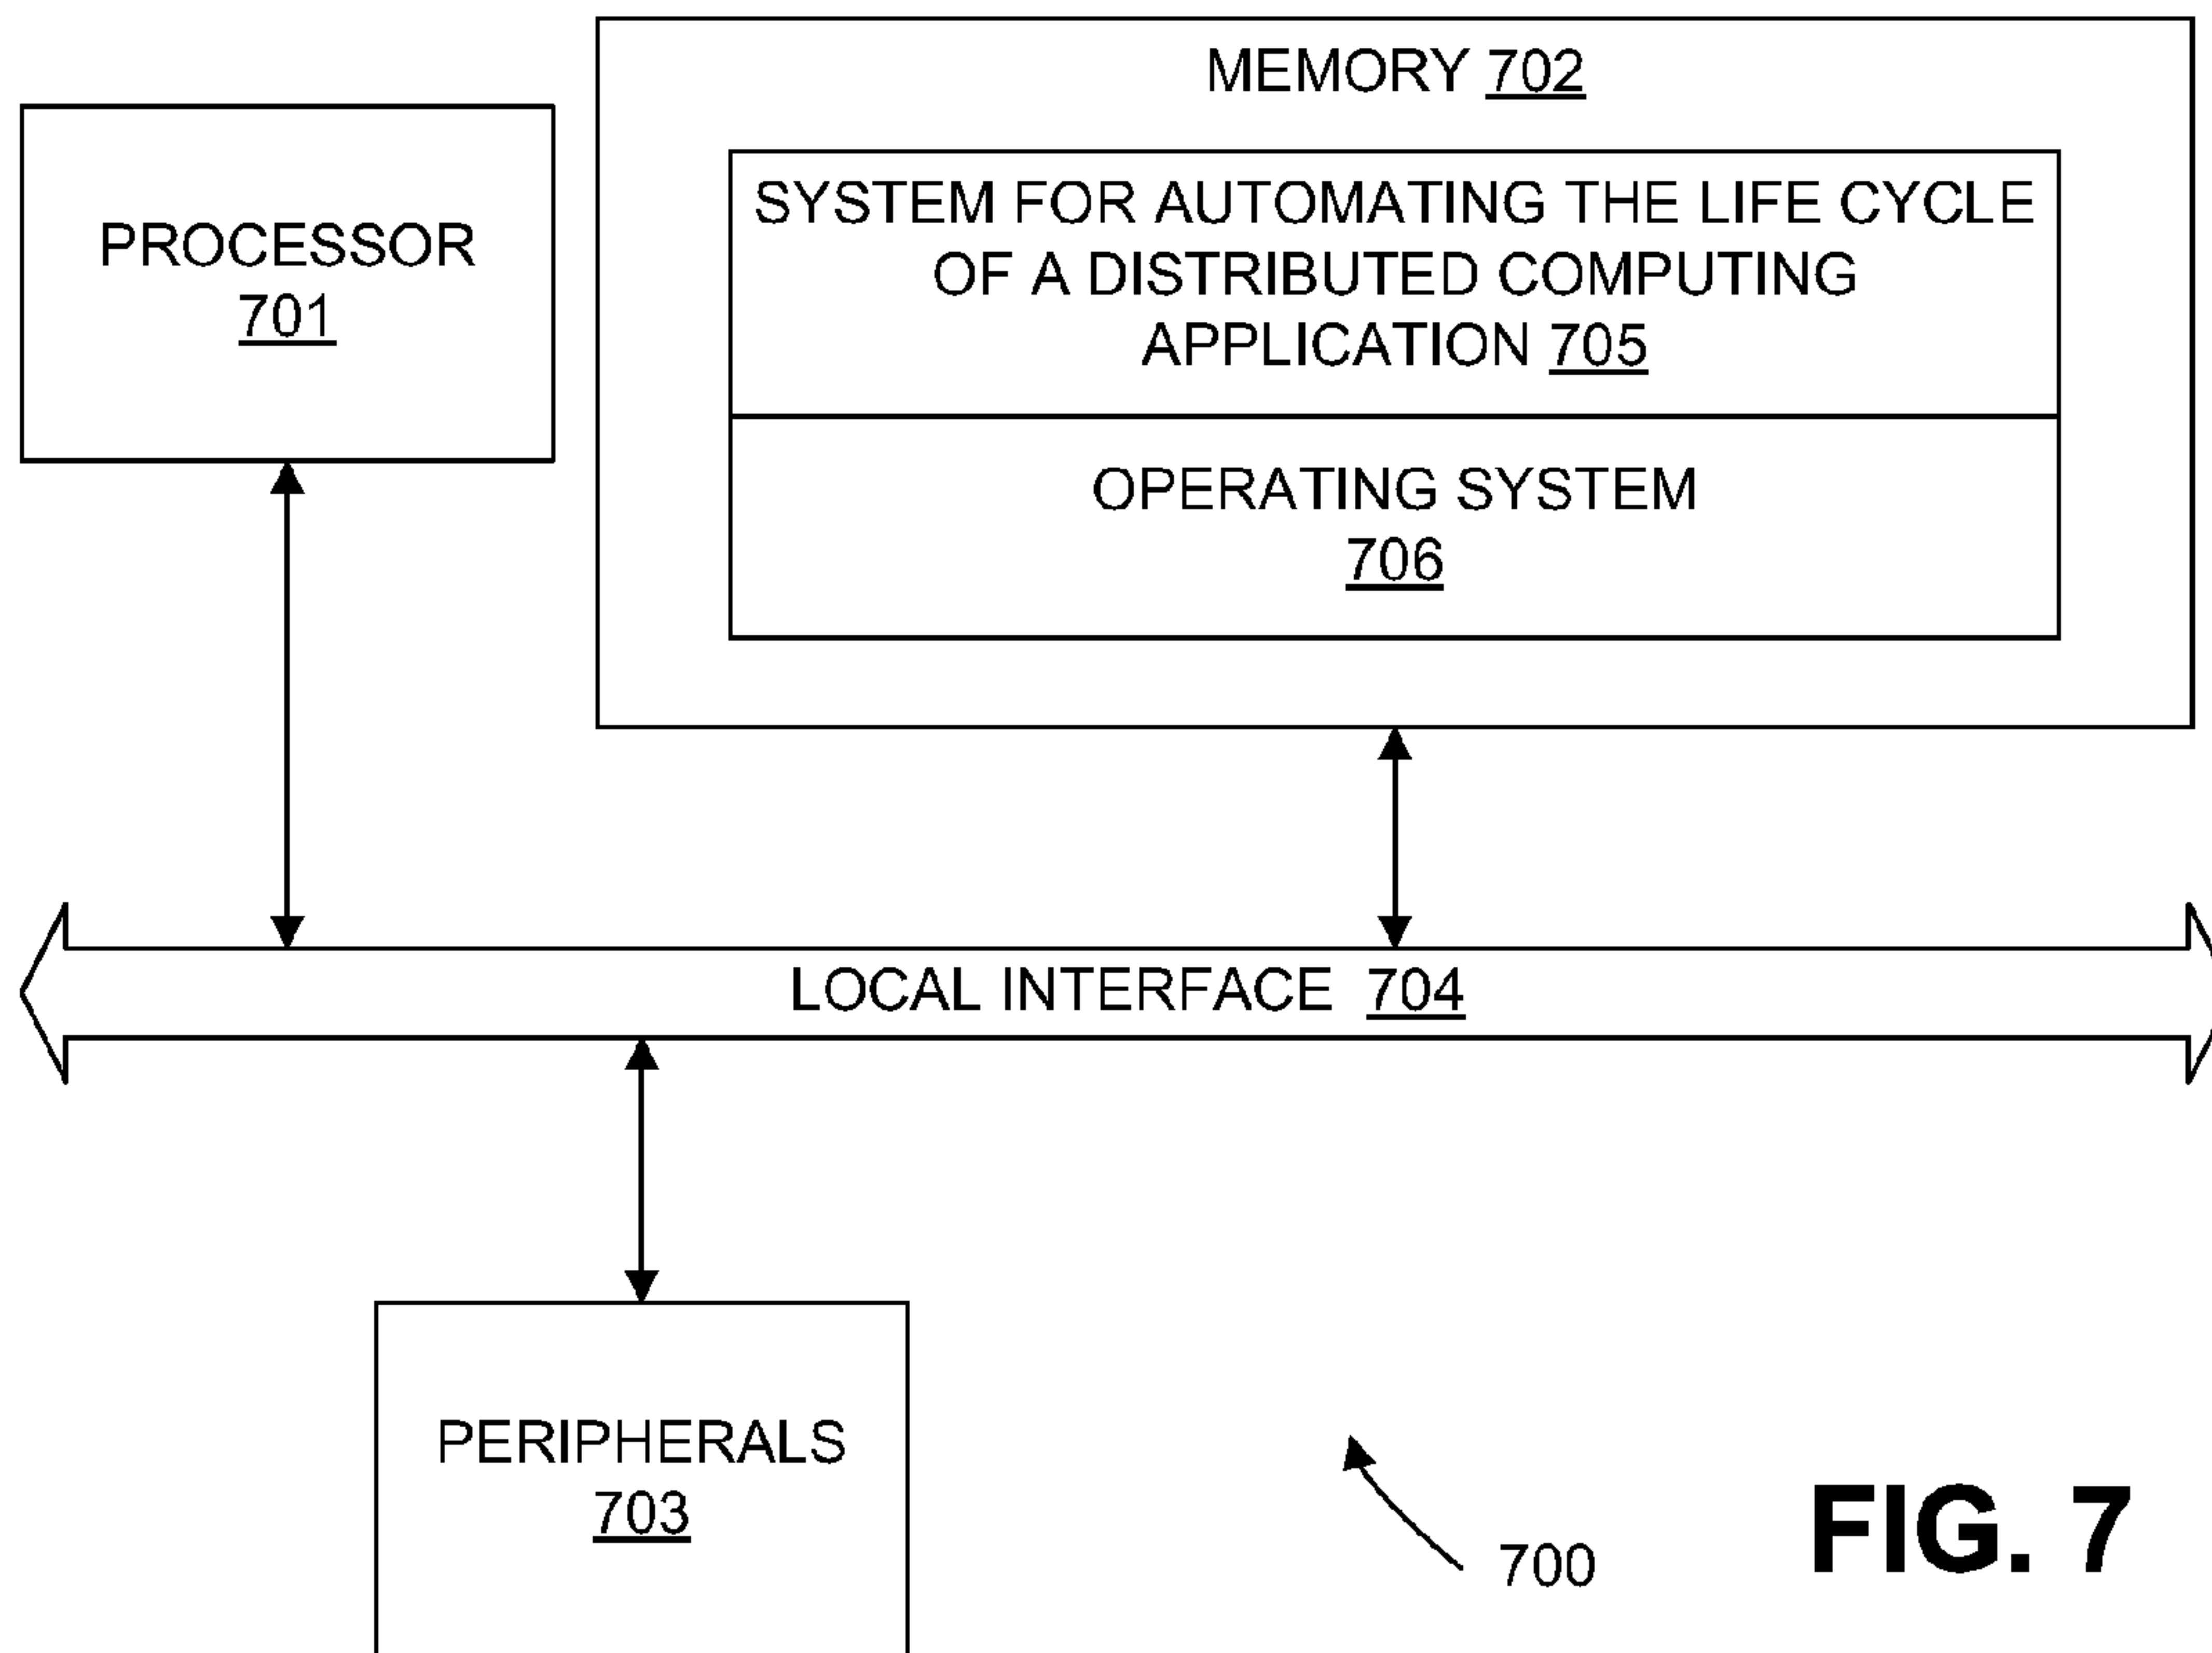 MEMORY 702
PROCESSOR
701
SYSTEM FOR AUTOMATING THE LIFE CYCLE
OF A DISTRIBUTED COMPUTING
APPLICATION 705
OPERATING SYSTEM
706
LOCAL INTERFACE 704
PERIPHERALS
703
700
FIG. 7